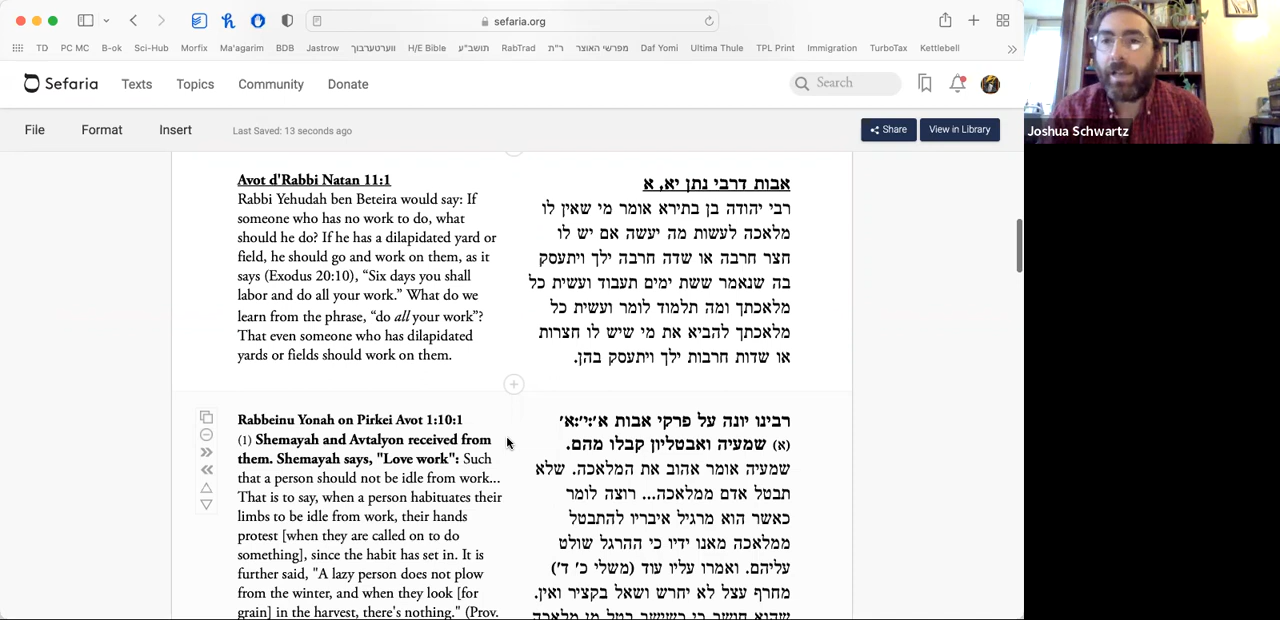 sefaria.org
TD PC MC B-ok Sci-Hub Morfix Ma'agarim BDB Jastrow ווערטערבוך H/E Bible תושב"ע RabTrad ר"ת מפרשי האוצר Daf Yomi Ultima Thule TPL Print Immigration TurboTax Kettlebell
Sefaria Texts Topics Community Donate Search
File Format Insert Last Saved: 13 seconds ago Share View in Library
Joshua Schwartz
Avot d'Rabbi Natan 11:1
Rabbi Yehudah ben Beteira would say: If
someone who has no work to do, what
should he do? If he has a dilapidated yard or
field, he should go and work on them, as it
says (Exodus 20:10), “Six days you shall
labor and do all your work.” What do we
learn from the phrase, “do all your work”?
That even someone who has dilapidated
yards or fields should work on them.
אבות דרבי נתן יא, א
רבי יהודה בן בתירא אומר מי שאין לו
מלאכה לעשות מה יעשה אם יש לו
חצר חרבה או שדה חרבה ילך ויתעסק
בה שנאמר ששת ימים תעבוד ועשית כל
מלאכתך ומה תלמוד לומר ועשית כל
מלאכתך להביא את מי שיש לו חצרות
או שדות חרבות ילך ויתעסק בהן.
Rabbeinu Yonah on Pirkei Avot 1:10:1
(1) Shemayah and Avtalyon received from
them. Shemayah says, "Love work": Such
that a person should not be idle from work...
That is to say, when a person habituates their
limbs to be idle from work, their hands
protest [when they are called on to do
something], since the habit has set in. It is
further said, "A lazy person does not plow
from the winter, and when they look [for
grain] in the harvest, there's nothing." (Prov.
רבינו יונה על פרקי אבות א׳:י׳:א׳
(א) שמעיה ואבטליון קבלו מהם.
שמעיה אומר אהוב את המלאכה. שלא
תבטל אדם ממלאכה... רוצה לומר
כאשר הוא מרגיל איבריו להתבטל
ממלאכה מאנו ידיו כי ההרגל שולט
עליהם. ואמרו עליו עוד (משלי כ׳ ד׳)
מחרף עצל לא יחרש ושאל בקציר ואין.